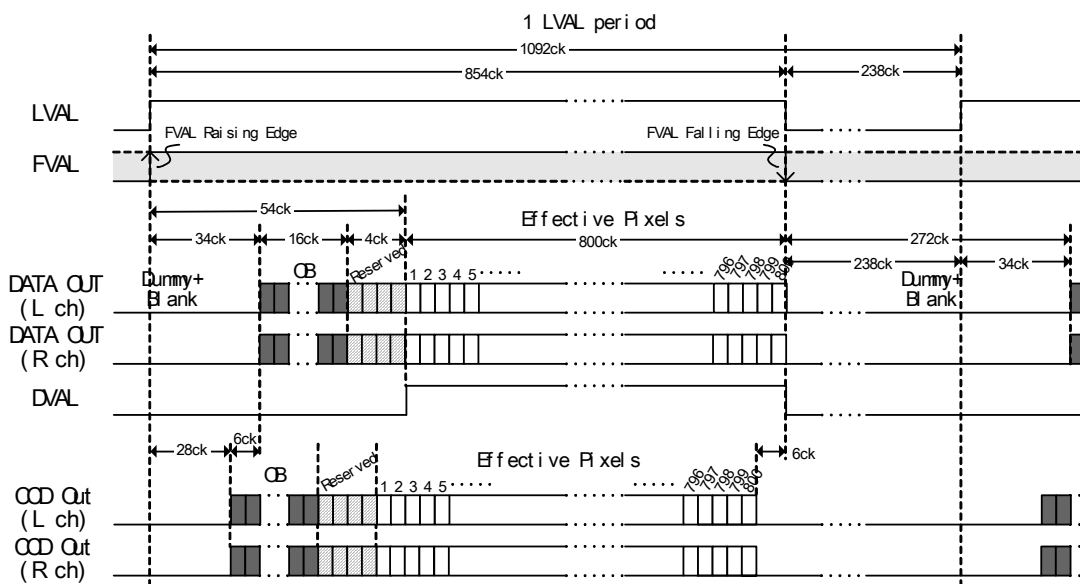 1 LVAL period
1092ck
854ck
238ck
LVAL
FVAL Raising Edge
FVAL Falling Edge
FVAL
54ck
Effective Pixels
34ck
16ck
4ck
800ck
272ck
238ck
34ck
OB
Reserved
Dummy+
Blank
1 2 3 4 5
796 797 798 799 800
Dummy+
Blank
DATA OUT
(L ch)
DATA OUT
(R ch)
DVAL
28ck
6ck
6ck
OB
Reserved
Effective Pixels
1 2 3 4 5
796 797 798 799 800
CCD Out
(L ch)
CCD Out
(R ch)